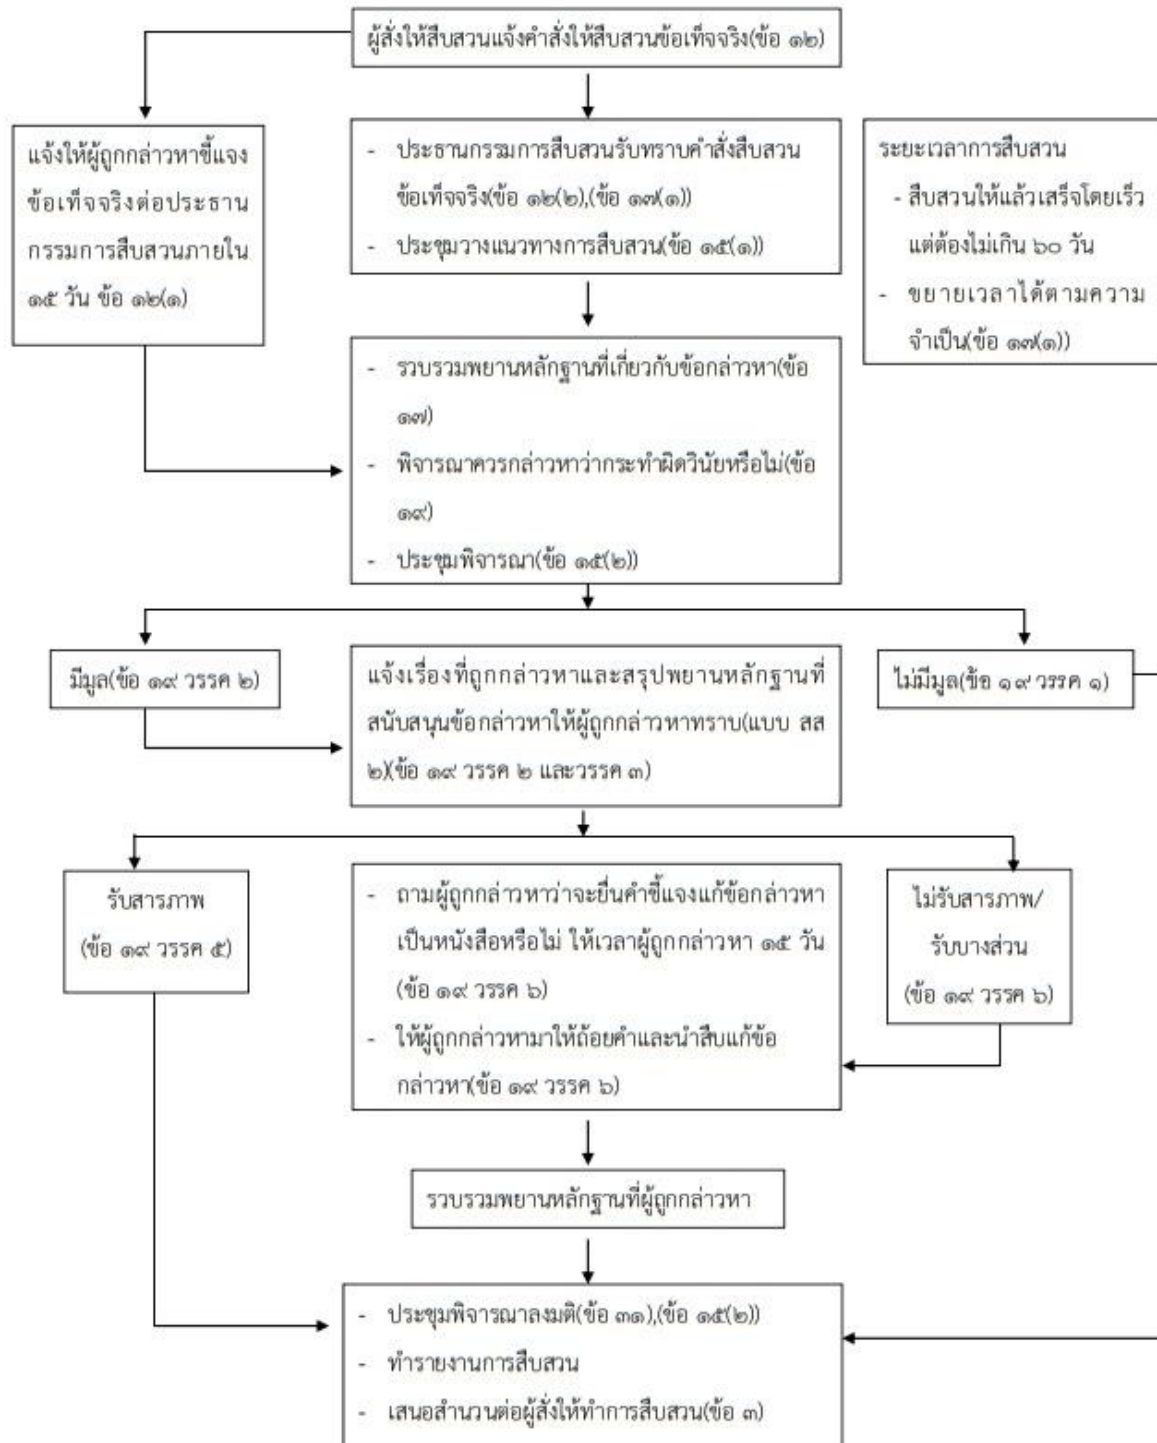 ผู้สั่งให้สืบสวนแจ้งคำสั่งให้สืบสวนข้อเท็จจริง(ข้อ ๑๒)
แจ้งให้ผู้ถูกกล่าวหาชี้แจง
ข้อเท็จจริงต่อประธาน
กรรมการสืบสวนภายใน
๑๕ วัน ข้อ ๑๒(๑)
- ประธานกรรมการสืบสวนรับทราบคำสั่งสืบสวน
ข้อเท็จจริง(ข้อ ๑๒(๒),(ข้อ ๑๗(๑))
- ประชุมวางแนวทางการสืบสวน(ข้อ ๑๕(๑))
ระยะเวลาการสืบสวน
- สืบสวนให้แล้วเสร็จโดยเร็ว
แต่ต้องไม่เกิน ๖๐ วัน
- ขยายเวลาได้ตามความ
จำเป็น(ข้อ ๑๗(๑))
- รวบรวมพยานหลักฐานที่เกี่ยวกับข้อกล่าวหา(ข้อ
๑๗)
- พิจารณาควรกล่าวหาว่ากระทำผิดวินัยหรือไม่(ข้อ
๑๙)
- ประชุมพิจารณา(ข้อ ๑๕(๒))
มีมูล(ข้อ ๑๙ วรรค ๒)
แจ้งเรื่องที่ถูกกล่าวหาและสรุปพยานหลักฐานที่
สนับสนุนข้อกล่าวหาให้ผู้ถูกกล่าวหาทราบ(แบบ สส
๒)(ข้อ ๑๙ วรรค ๒ และวรรค ๓)
ไม่มีมูล(ข้อ ๑๙ วรรค ๑)
รับสารภาพ
(ข้อ ๑๙ วรรค ๕)
- ถามผู้ถูกกล่าวหาว่าจะยื่นคำชี้แจงแก้ข้อกล่าวหา
เป็นหนังสือหรือไม่ ให้เวลาผู้ถูกกล่าวหา ๑๕ วัน
(ข้อ ๑๙ วรรค ๖)
- ให้ผู้ถูกกล่าวหามาให้ถ้อยคำและนำสืบแก้ข้อ
กล่าวหา(ข้อ ๑๙ วรรค ๖)
ไม่รับสารภาพ/
รับบางส่วน
(ข้อ ๑๙ วรรค ๖)
รวบรวมพยานหลักฐานที่ผู้ถูกกล่าวหา
- ประชุมพิจารณาลงมติ(ข้อ ๓๑),(ข้อ ๑๕(๒))
- ทำรายงานการสืบสวน
- เสนอสำนวนต่อผู้สั่งให้ทำการสืบสวน(ข้อ ๓)